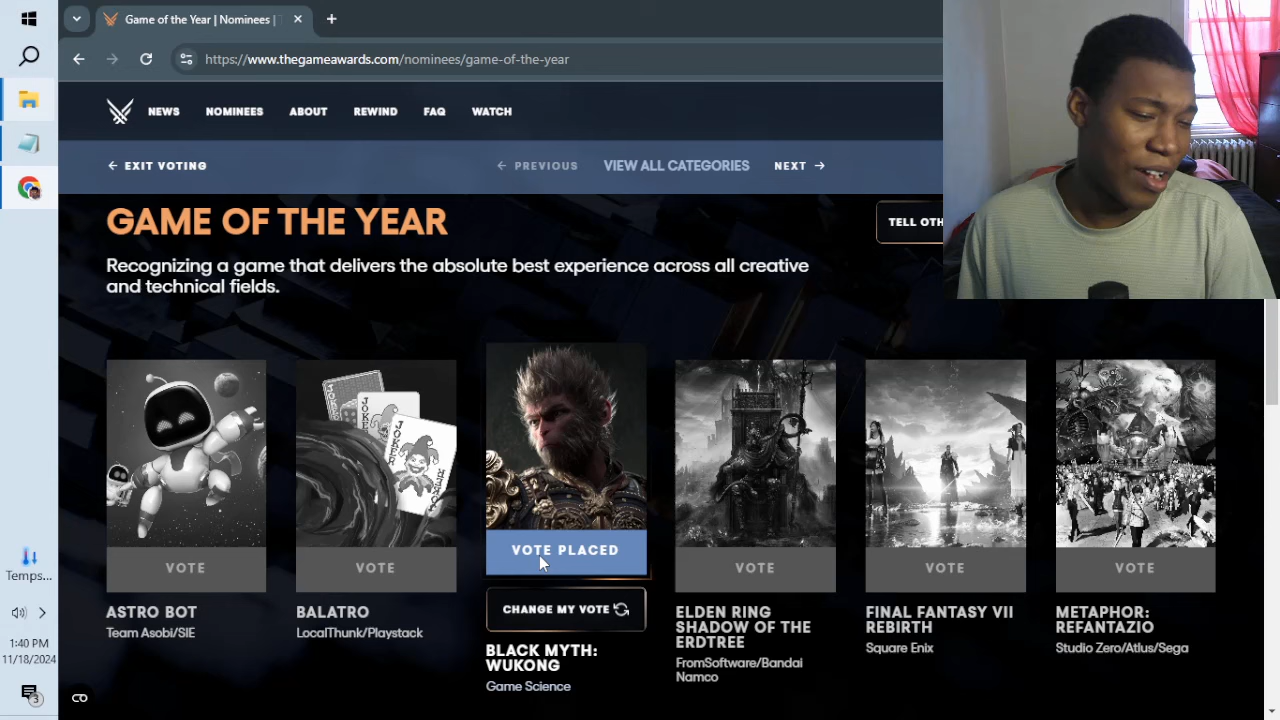 Game of the Year | Nominees |
https://www.thegameawards.com/nominees/game-of-the-year
NEWS NOMINEES ABOUT REWIND FAQ WATCH
← EXIT VOTING ← PREVIOUS VIEW ALL CATEGORIES NEXT →
GAME OF THE YEAR
TELL OTH
Recognizing a game that delivers the absolute best experience across all creative
and technical fields.
JOKER
JOKER
JOKER
VOTE
VOTE
VOTE PLACED
VOTE
VOTE
VOTE
CHANGE MY VOTE
ASTRO BOT
Team Asobi/SIE
BALATRO
LocalThunk/Playstack
BLACK MYTH:
WUKONG
Game Science
ELDEN RING
SHADOW OF THE
ERDTREE
FromSoftware/Bandai
Namco
FINAL FANTASY VII
REBIRTH
Square Enix
METAPHOR:
REFANTAZIO
Studio Zero/Atlus/Sega
Temps...
1:40 PM
11/18/2024
3